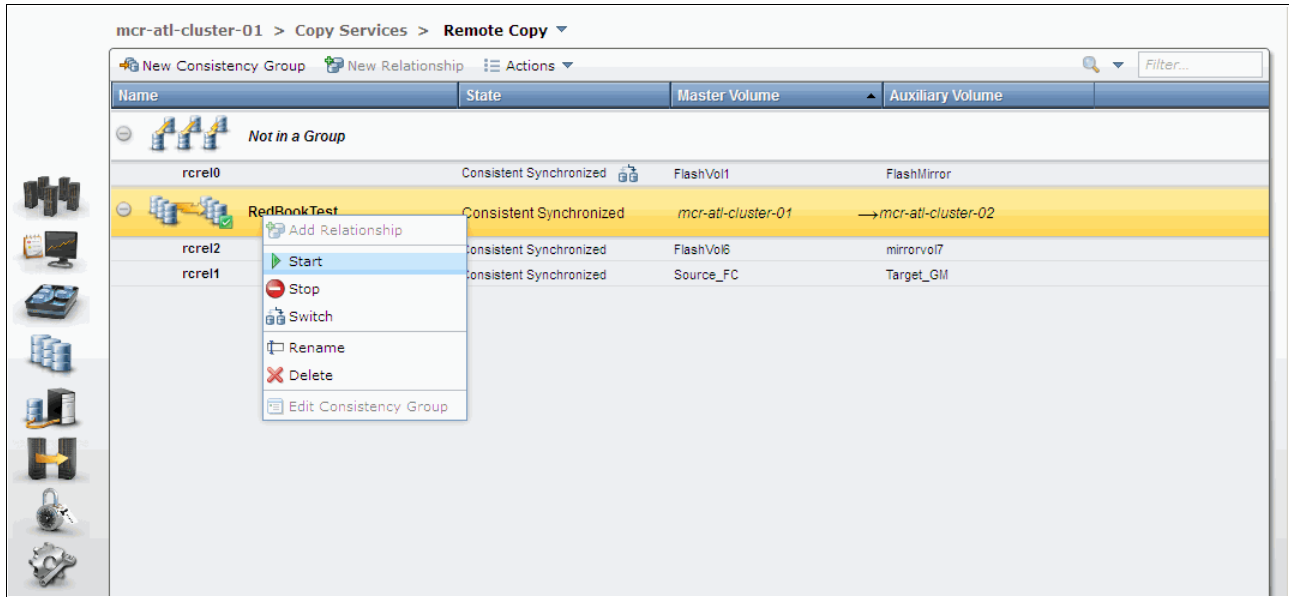 mcr-atl-cluster-01 > Copy Services > Remote Copy
New Consistency Group New Relationship Actions Filter...
Name State Master Volume Auxiliary Volume
Not in a Group
rcrel0 Consistent Synchronized FlashVol1 FlashMirror
RedBookTest Consistent Synchronized mcr-atl-cluster-01 →mcr-atl-cluster-02
Add Relationship
rcrel2 Consistent Synchronized FlashVol6 mirrorvol7
Start
rcrel1 Consistent Synchronized Source_FC Target_GM
Stop
Switch
Rename
Delete
Edit Consistency Group